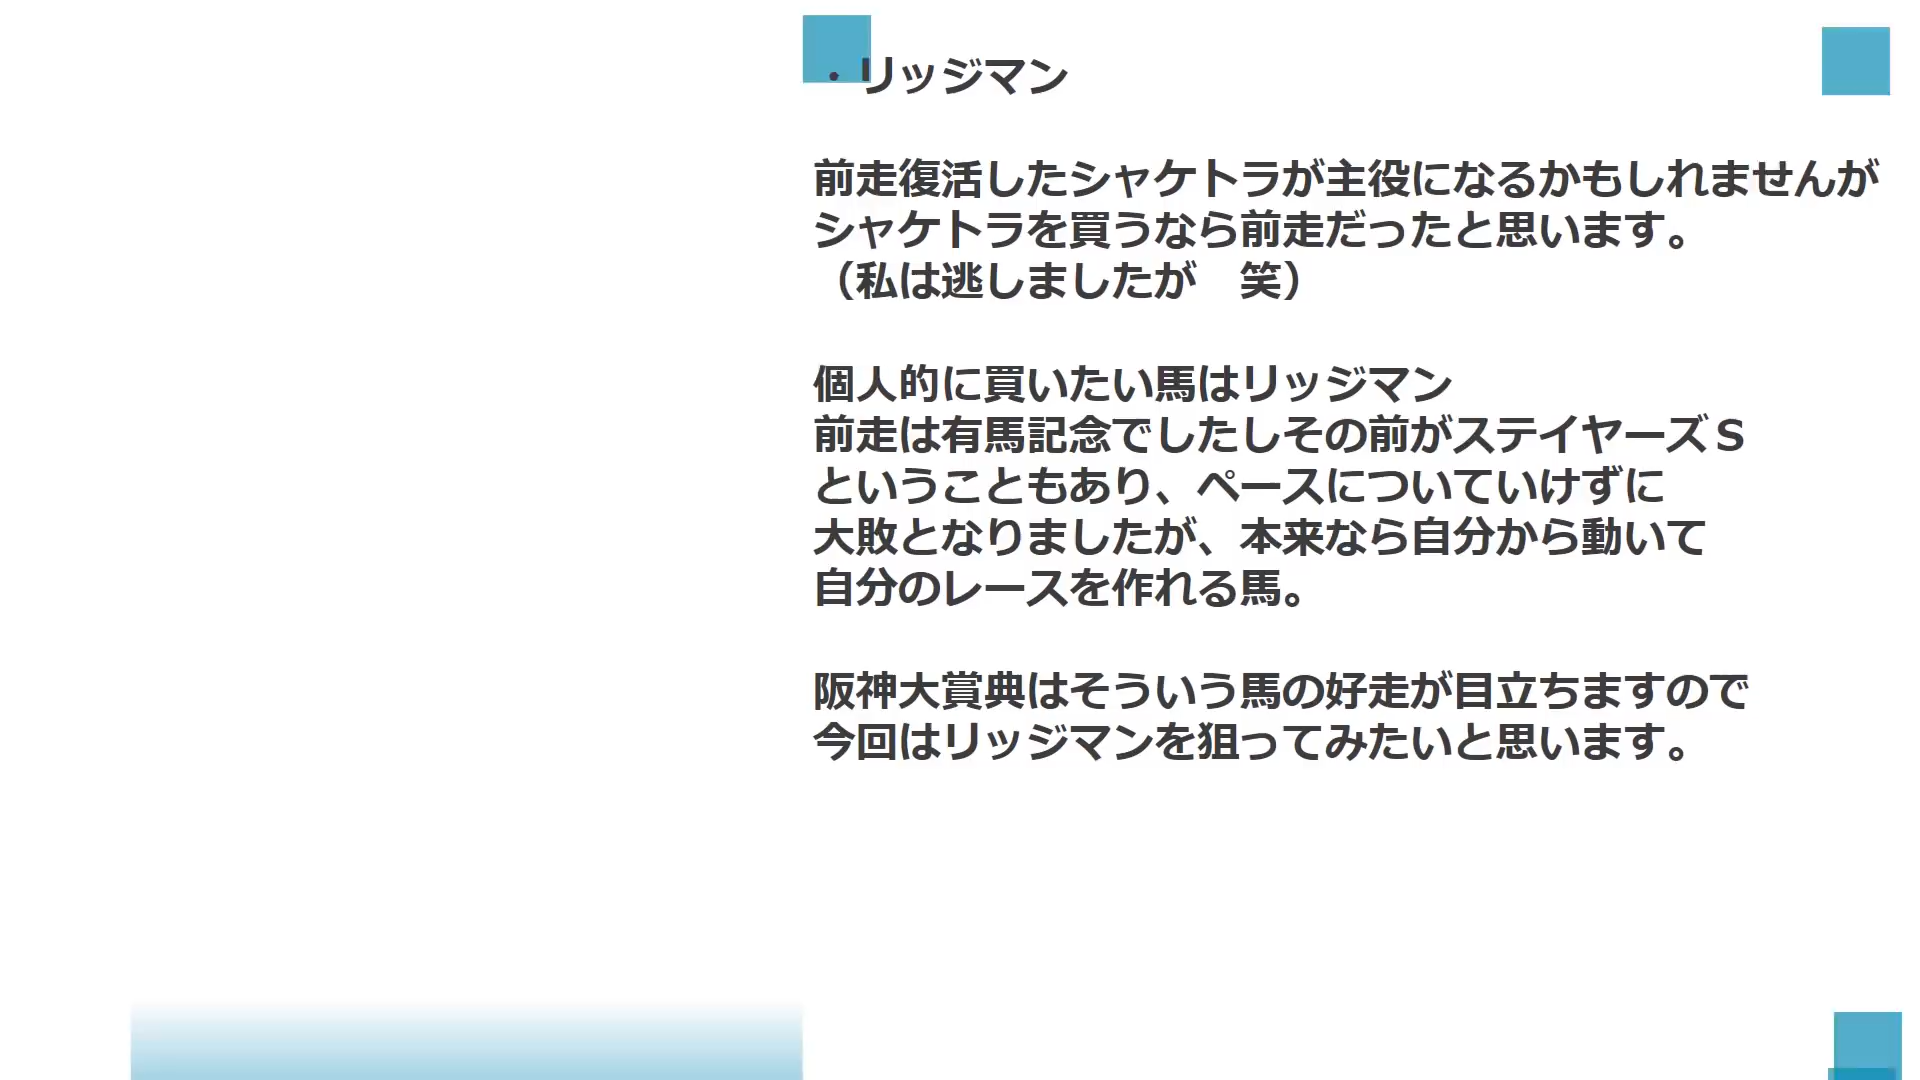 ・リッジマン
前走復活したシャケトラが主役になるかもしれませんが
シャケトラを買うなら前走だったと思います。
（私は逃しましたが　笑）
個人的に買いたい馬はリッジマン
前走は有馬記念でしたしその前がステイヤーズＳ
ということもあり、ペースについていけずに
大敗となりましたが、本来なら自分から動いて
自分のレースを作れる馬。
阪神大賞典はそういう馬の好走が目立ちますので
今回はリッジマンを狙ってみたいと思います。